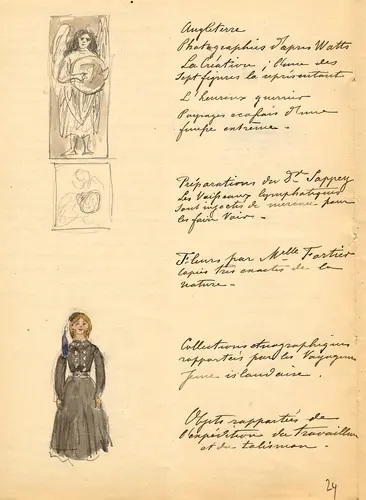 Angleterre
Photographies d'après Watts
La Création ; l'une des
Sept figures la représentant
L'heureux guerrier
Paysages écossais d'une
fuspe extrême -
Préparations du Dr Sappey
Les Vaisseaux lymphatiques
sont injectés de mercure pour
les faire voir. -
Fleurs par Melle Fortier
copies très exactes de la
nature. -
Collections ethnographiques
rapportées par les Voyageurs
Jeune islandaise.
Objets rapportés de
l'expédition du travailleur
et du talisman. -
24